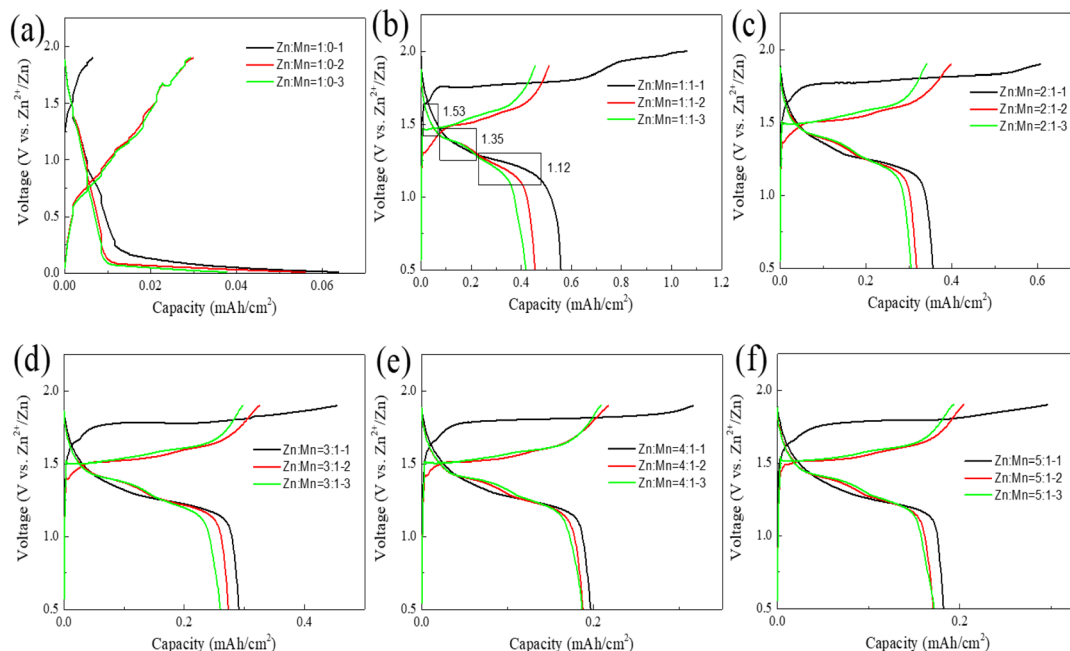 (a)
Zn:Mn=1:0-1
Zn:Mn=1:0-2
Zn:Mn=1:0-3
Voltage (V vs. Zn²⁺/Zn)
2.0
1.5
1.0
0.5
0.0
0.00 0.02 0.04 0.06
Capacity (mAh/cm²)
(b)
Zn:Mn=1:1-1
Zn:Mn=1:1-2
Zn:Mn=1:1-3
1.53
1.35
1.12
Voltage (V vs. Zn²⁺/Zn)
2.0
1.5
1.0
0.5
0.0 0.2 0.4 0.6 0.8 1.0 1.2
Capacity (mAh/cm²)
(c)
Zn:Mn=2:1-1
Zn:Mn=2:1-2
Zn:Mn=2:1-3
Voltage (V vs. Zn²⁺/Zn)
2.0
1.5
1.0
0.5
0.0 0.2 0.4 0.6
Capacity (mAh/cm²)
(d)
Zn:Mn=3:1-1
Zn:Mn=3:1-2
Zn:Mn=3:1-3
Voltage (V vs. Zn²⁺/Zn)
2.0
1.5
1.0
0.5
0.0 0.2 0.4
Capacity (mAh/cm²)
(e)
Zn:Mn=4:1-1
Zn:Mn=4:1-2
Zn:Mn=4:1-3
Voltage (V vs. Zn²⁺/Zn)
2.0
1.5
1.0
0.5
0.0 0.2
Capacity (mAh/cm²)
(f)
Zn:Mn=5:1-1
Zn:Mn=5:1-2
Zn:Mn=5:1-3
Voltage (V vs. Zn²⁺/Zn)
2.0
1.5
1.0
0.5
0.0 0.2
Capacity (mAh/cm²)